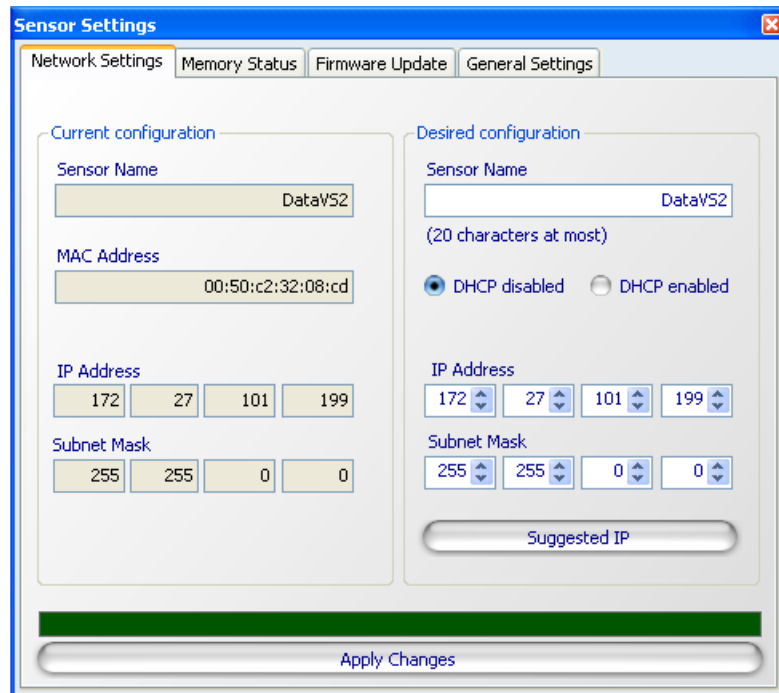 Sensor Settings
Network Settings Memory Status Firmware Update General Settings
Current configuration
Sensor Name
DataVS2
MAC Address
00:50:c2:32:08:cd
IP Address
172 27 101 199
Subnet Mask
255 255 0 0
Desired configuration
Sensor Name
DataVS2
(20 characters at most)
DHCP disabled DHCP enabled
IP Address
172 27 101 199
Subnet Mask
255 255 0 0
Suggested IP
Apply Changes